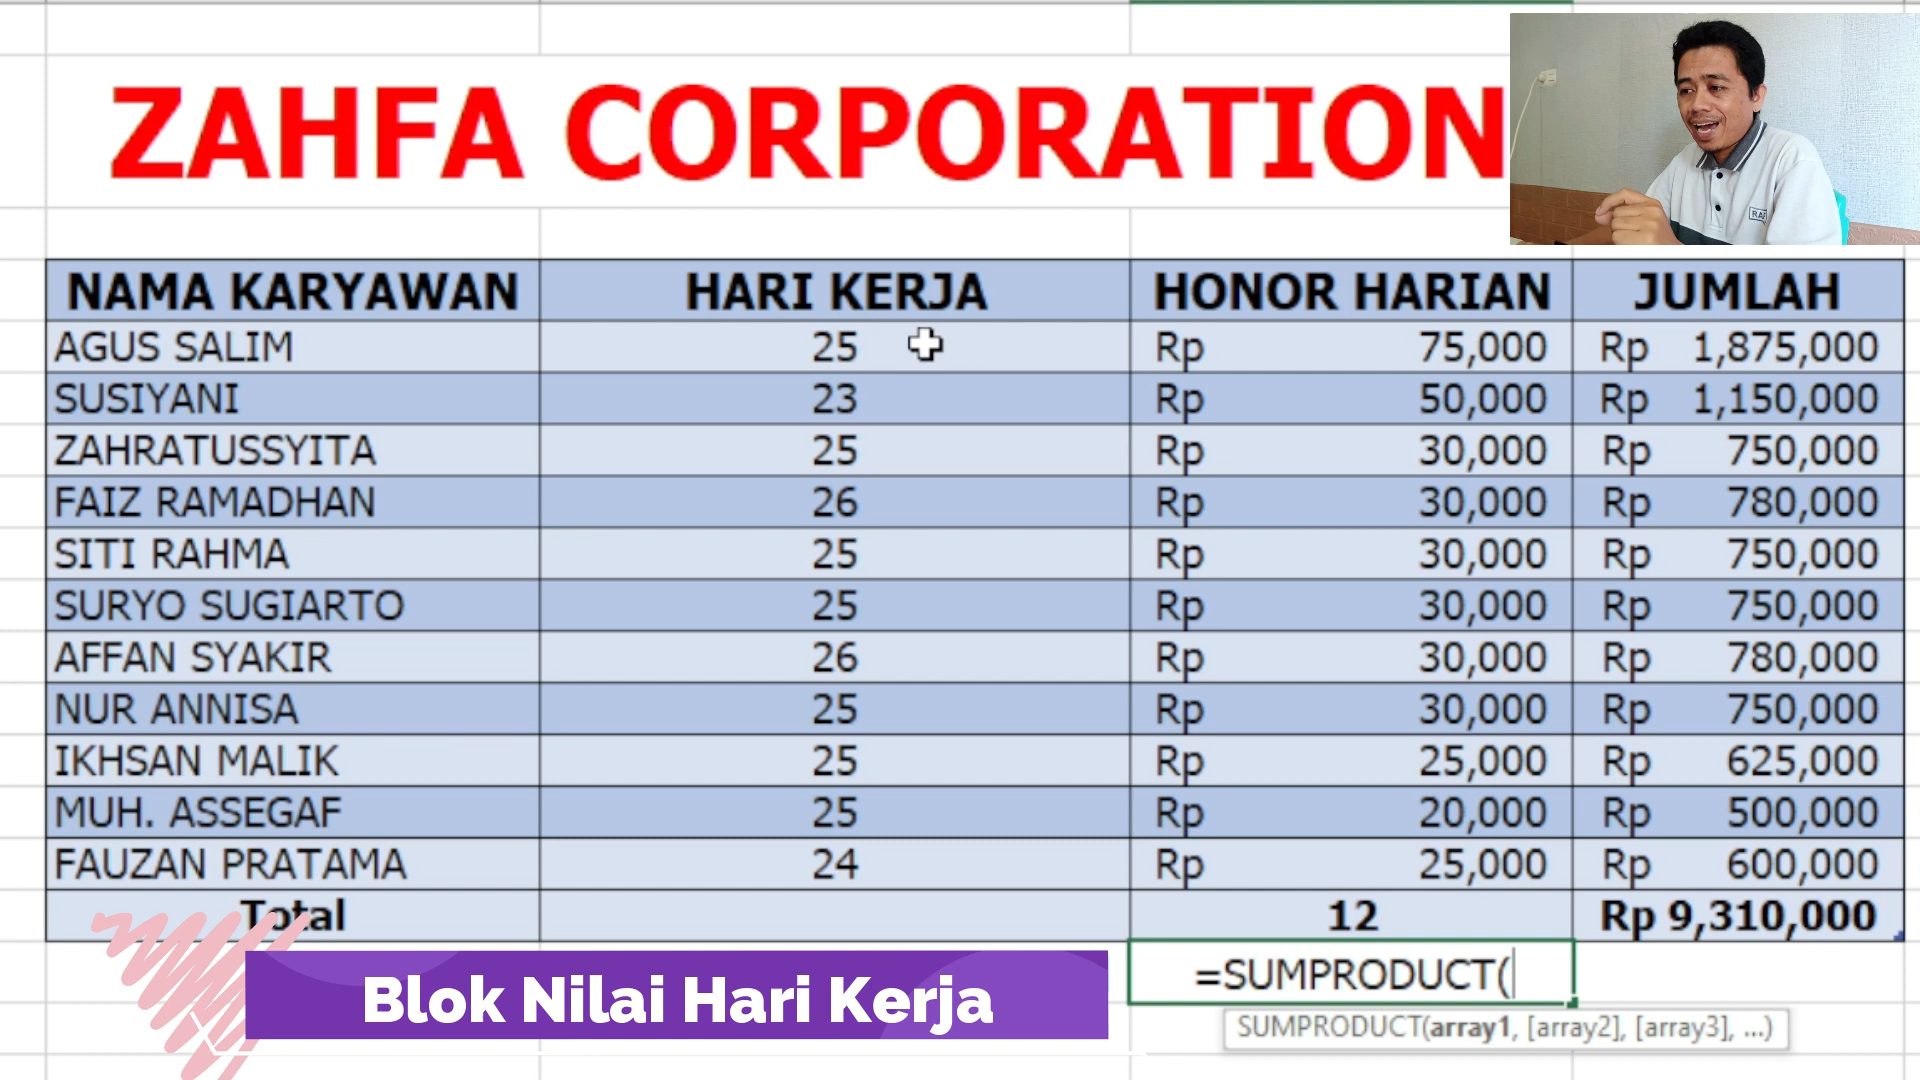 ZAHFA CORPORATION
NAMA KARYAWAN HARI KERJA HONOR HARIAN JUMLAH
AGUS SALIM 25 Rp 75,000 Rp 1,875,000
SUSIYANI 23 Rp 50,000 Rp 1,150,000
ZAHRATUSSYITA 25 Rp 30,000 Rp 750,000
FAIZ RAMADHAN 26 Rp 30,000 Rp 780,000
SITI RAHMA 25 Rp 30,000 Rp 750,000
SURYO SUGIARTO 25 Rp 30,000 Rp 750,000
AFFAN SYAKIR 26 Rp 30,000 Rp 780,000
NUR ANNISA 25 Rp 30,000 Rp 750,000
IKHSAN MALIK 25 Rp 25,000 Rp 625,000
MUH. ASSEGAF 25 Rp 20,000 Rp 500,000
FAUZAN PRATAMA 24 Rp 25,000 Rp 600,000
Total 12 Rp 9,310,000
=SUMPRODUCT(
Blok Nilai Hari Kerja
SUMPRODUCT(array1, [array2], [array3], ...)